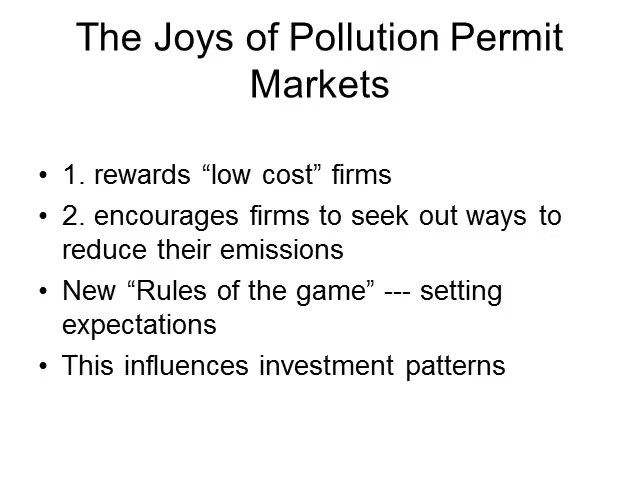 The Joys of Pollution Permit
Markets
• 1. rewards “low cost” firms
• 2. encourages firms to seek out ways to
reduce their emissions
• New “Rules of the game” --- setting
expectations
• This influences investment patterns